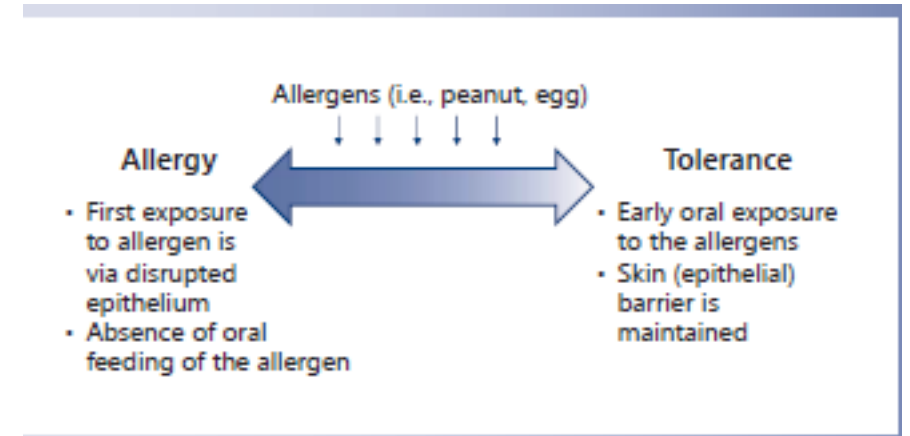 Allergens (i.e., peanut, egg)
Allergy
• First exposure
to allergen is
via disrupted
epithelium
• Absence of oral
feeding of the allergen
Tolerance
• Early oral exposure
to the allergens
• Skin (epithelial)
barrier is
maintained